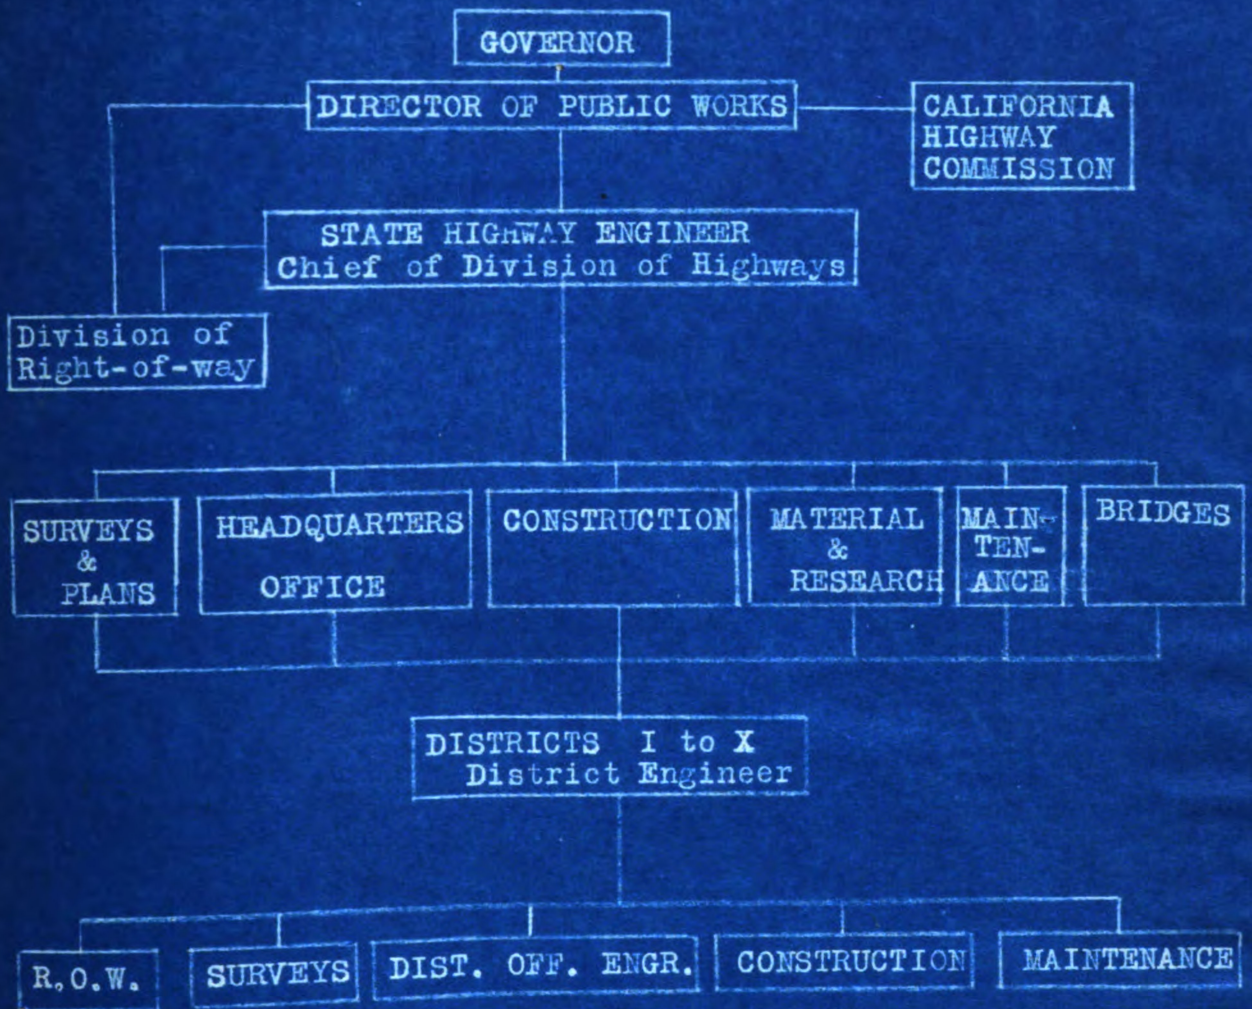 GOVERNOR
DIRECTOR OF PUBLIC WORKS
CALIFORNIA
HIGHWAY
COMMISSION
STATE HIGHWAY ENGINEER
Chief of Division of Highways
Division of
Right-of-way
SURVEYS
&
PLANS
HEADQUARTERS
OFFICE
CONSTRUCTION
MATERIAL
&
RESEARCH
MAIN-
TEN-
ANCE
BRIDGES
DISTRICTS I to X
District Engineer
R.O.W.
SURVEYS
DIST. OFF. ENGR.
CONSTRUCTION
MAINTENANCE